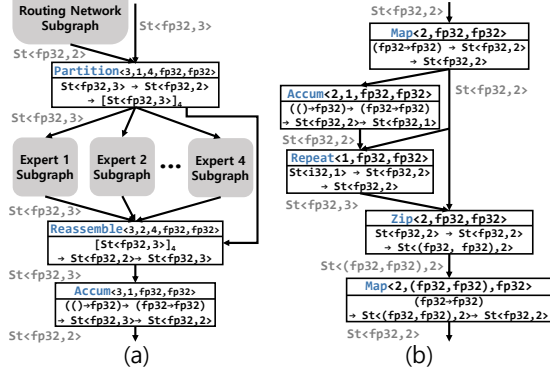 Routing Network
Subgraph
St<fp32,3>
St<fp32,2>
Partition<3,1,4,fp32,fp32>
St<fp32,3> → St<fp32,2>
→ [St<fp32,3>]₄
St<fp32,3>
Expert 1
Subgraph
Expert 2
Subgraph
•••
Expert 4
Subgraph
St<fp32,3>
Reassemble<3,2,4,fp32,fp32>
[St<fp32,3>]₄
→ St<fp32,2>→ St<fp32,3>
St<fp32,3>
Accum<3,1,fp32,fp32>
(()→fp32)→ (fp32→fp32)
→ St<fp32,3>→ St<fp32,2>
St<fp32,2>
(a)
St<fp32,2>
Map<2,fp32,fp32>
(fp32→fp32) → St<fp32,2>
→ St<fp32,2>
St<fp32,2>
Accum<2,1,fp32,fp32>
(()→fp32)→ (fp32→fp32)
→ St<fp32,2>→ St<fp32,1>
St<fp32,2>
Repeat<1,fp32,fp32>
St<i32,1> → St<fp32,2>
→ St<fp32,2>
St<fp32,3>
Zip<2,fp32,fp32>
St<fp32,2> → St<fp32,2>
→ St<(fp32, fp32),2>
St<(fp32,fp32),2>
Map<2,(fp32,fp32),fp32>
(fp32→fp32)
→ St<(fp32,fp32),2>→ St<fp32,2>
St<fp32,2>
(b)